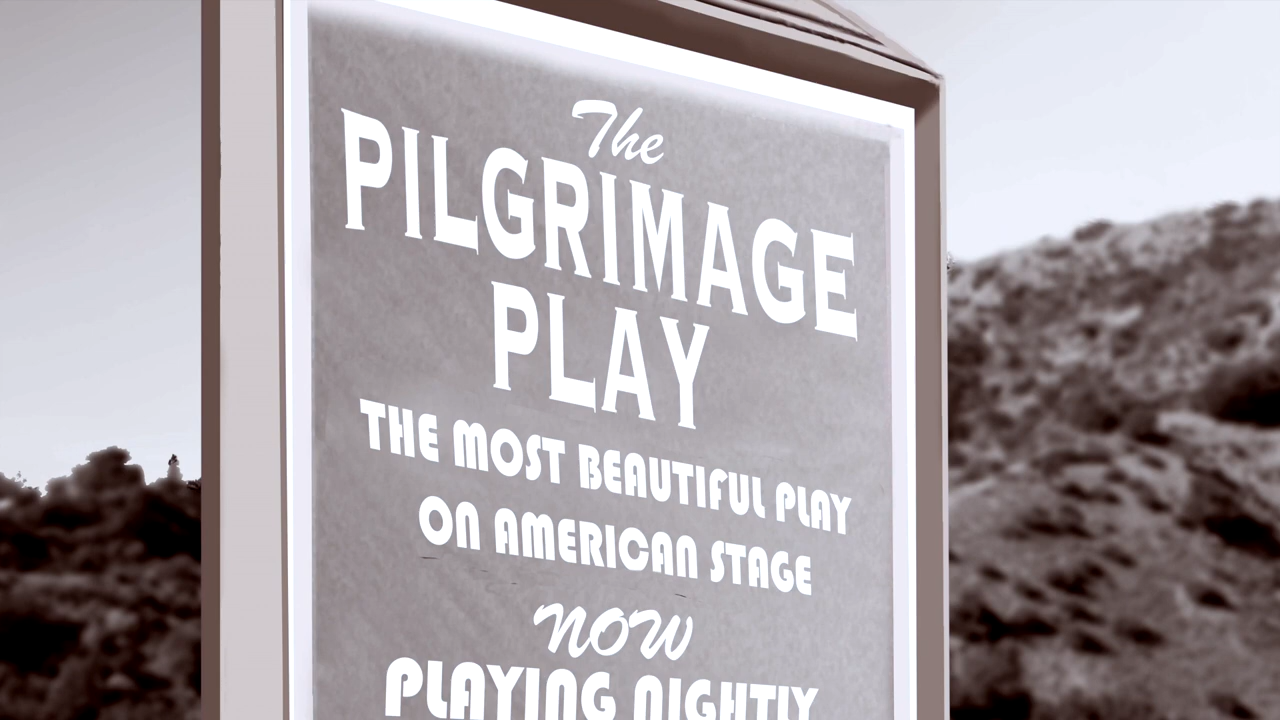 The
PILGRIMAGE
PLAY
THE MOST BEAUTIFUL PLAY
ON AMERICAN STAGE
NOW
PLAYING NIGHTLY